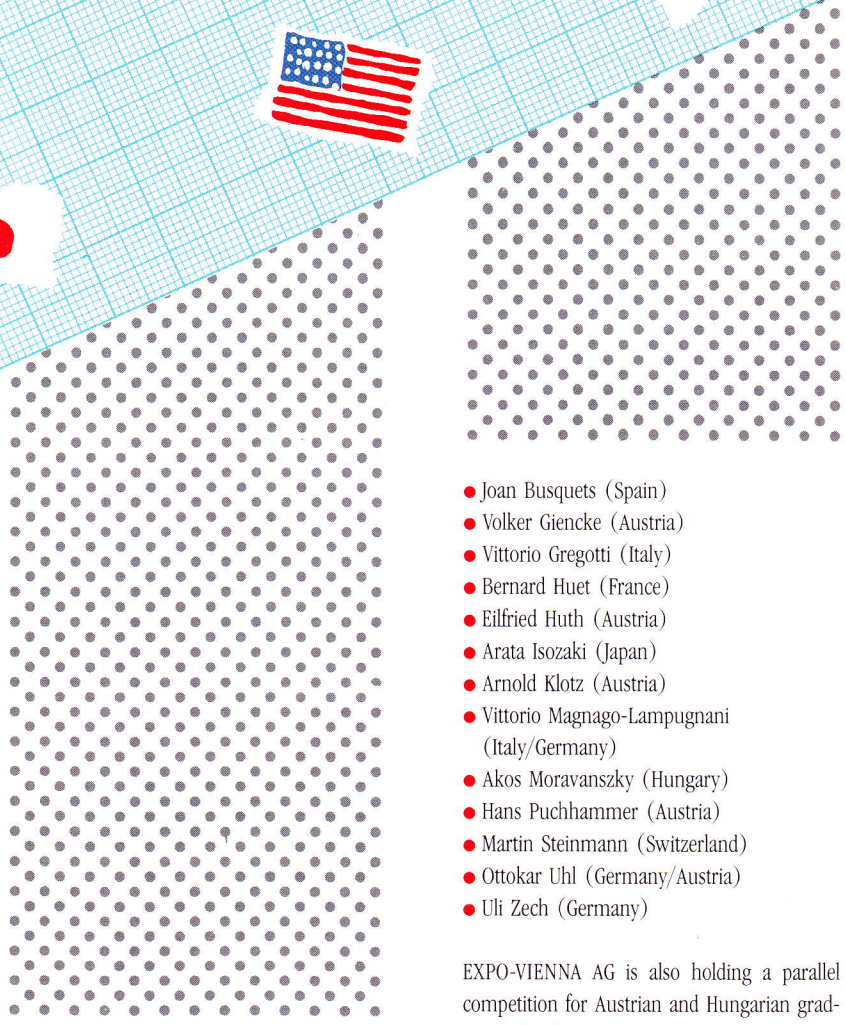 ● Joan Busquets (Spain)
● Volker Giencke (Austria)
● Vittorio Gregotti (Italy)
● Bernard Huet (France)
● Eilfried Huth (Austria)
● Arata Isozaki (Japan)
● Arnold Klotz (Austria)
● Vittorio Magnago-Lampugnani
(Italy/Germany)
● Akos Moravanszky (Hungary)
● Hans Puchhammer (Austria)
● Martin Steinmann (Switzerland)
● Ottokar Uhl (Germany/Austria)
● Uli Zech (Germany)
EXPO-VIENNA AG is also holding a parallel
competition for Austrian and Hungarian grad-